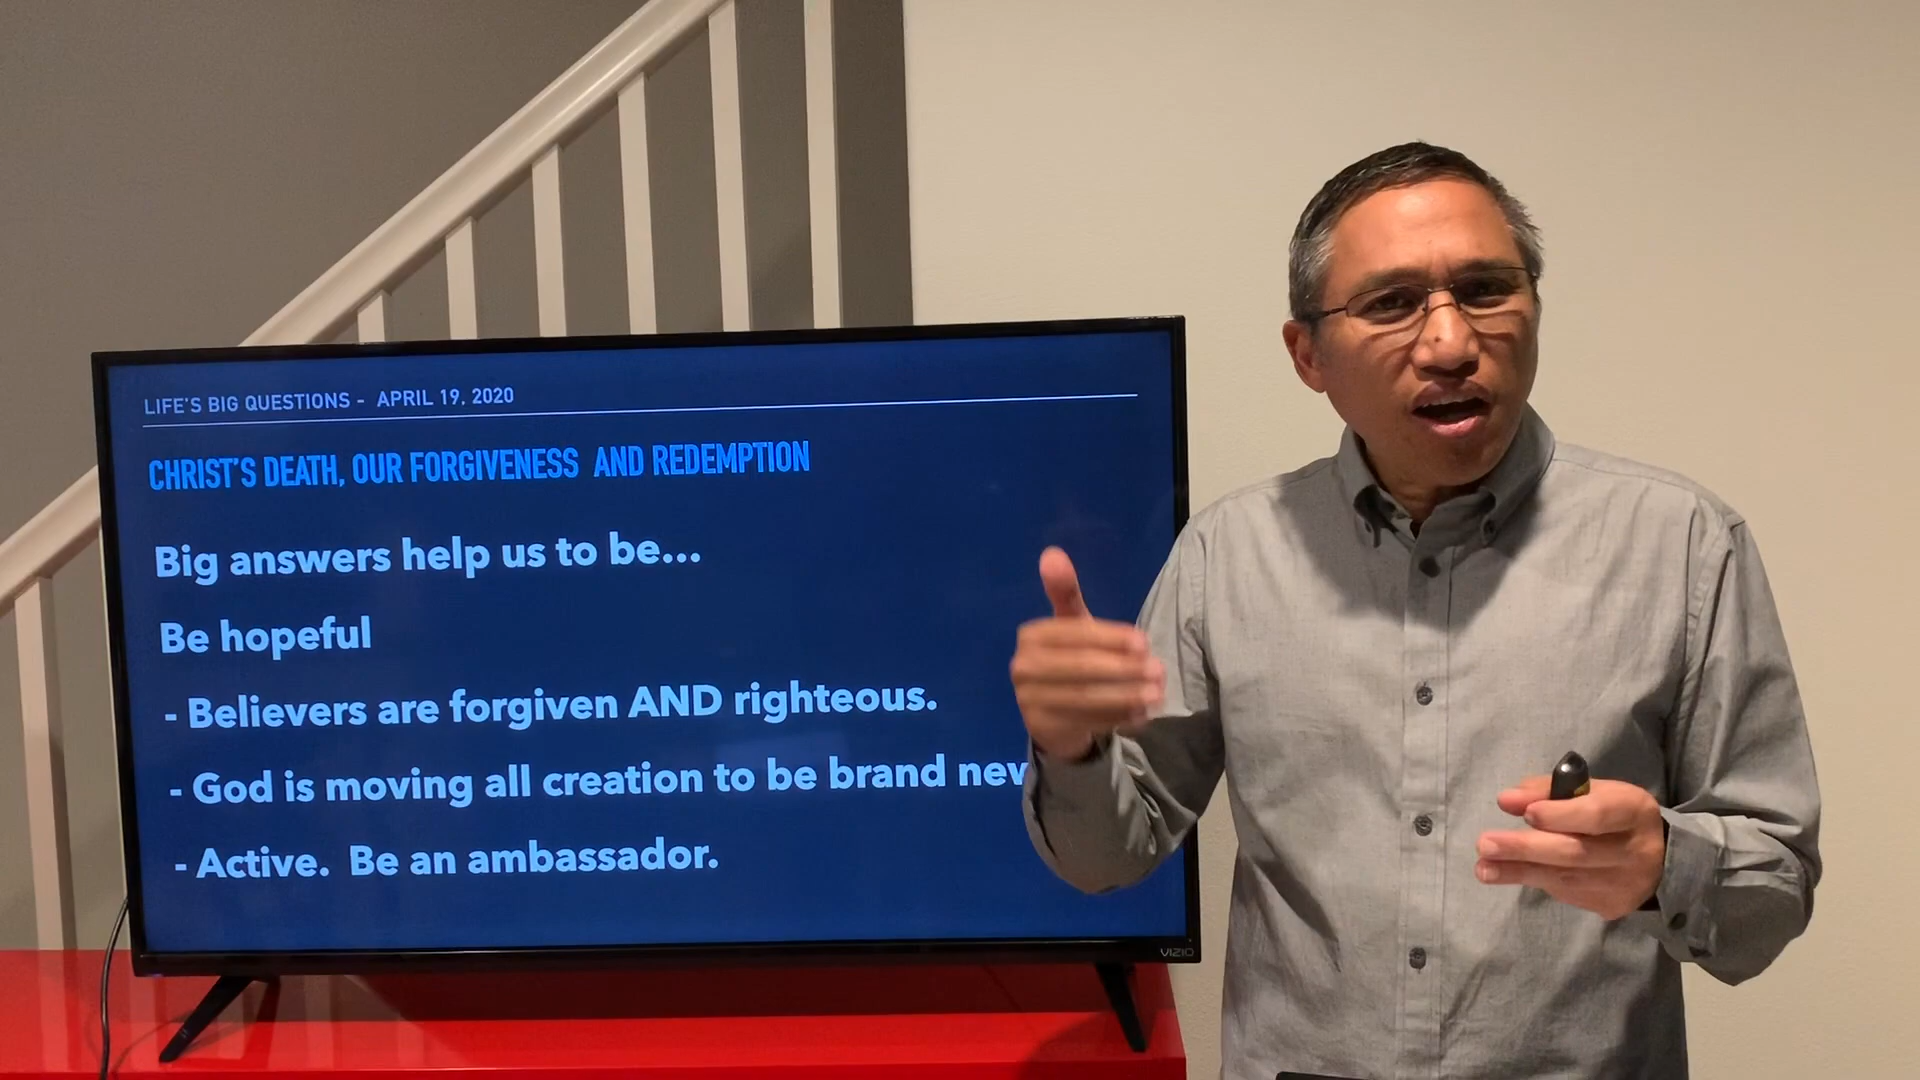 LIFE'S BIG QUESTIONS - APRIL 19, 2020
CHRIST'S DEATH, OUR FORGIVENESS AND REDEMPTION
Big answers help us to be...
Be hopeful
- Believers are forgiven AND righteous.
- God is moving all creation to be brand
- Active. Be an ambassador.
VIZIO